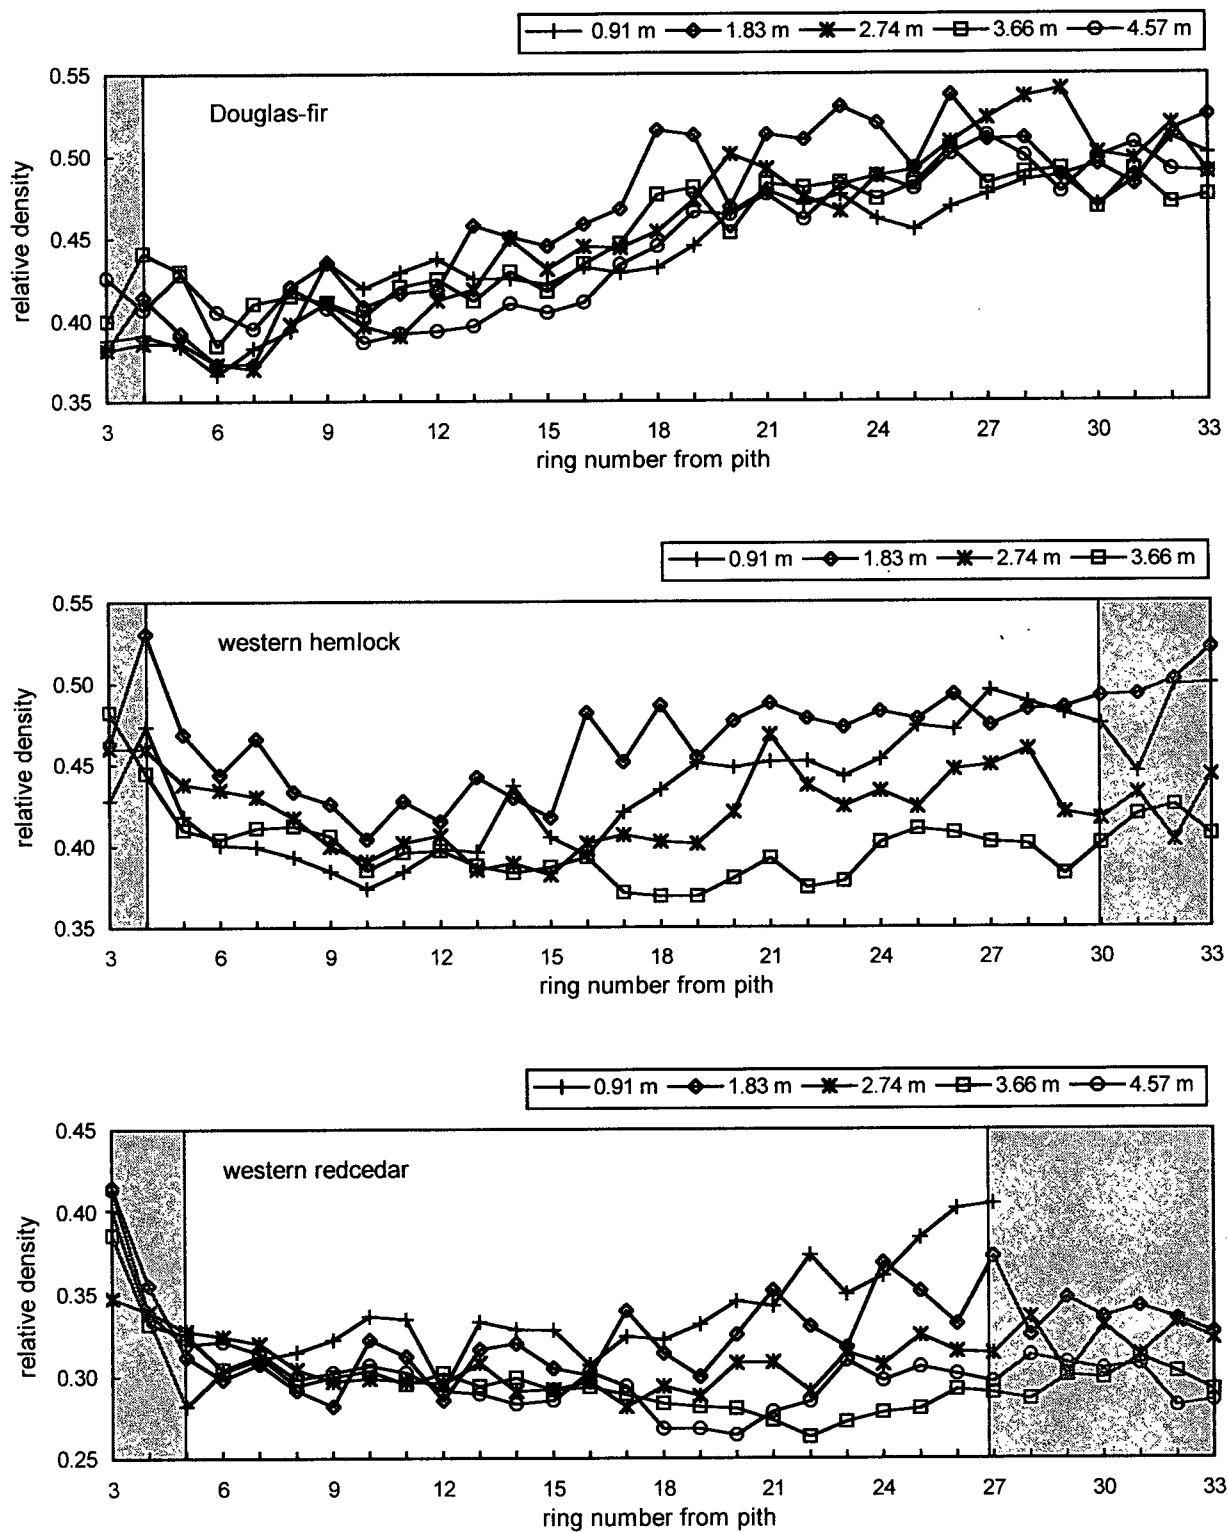 0.91 m 1.83 m 2.74 m 3.66 m 4.57 m
0.55
Douglas-fir
0.50
0.45
0.40
0.35
relative density
3 6 9 12 15 18 21 24 27 30 33
ring number from pith
0.91 m 1.83 m 2.74 m 3.66 m
0.55
western hemlock
0.50
0.45
0.40
0.35
relative density
3 6 9 12 15 18 21 24 27 30 33
ring number from pith
0.91 m 1.83 m 2.74 m 3.66 m 4.57 m
0.45
western redcedar
0.40
0.35
0.30
0.25
relative density
3 6 9 12 15 18 21 24 27 30 33
ring number from pith